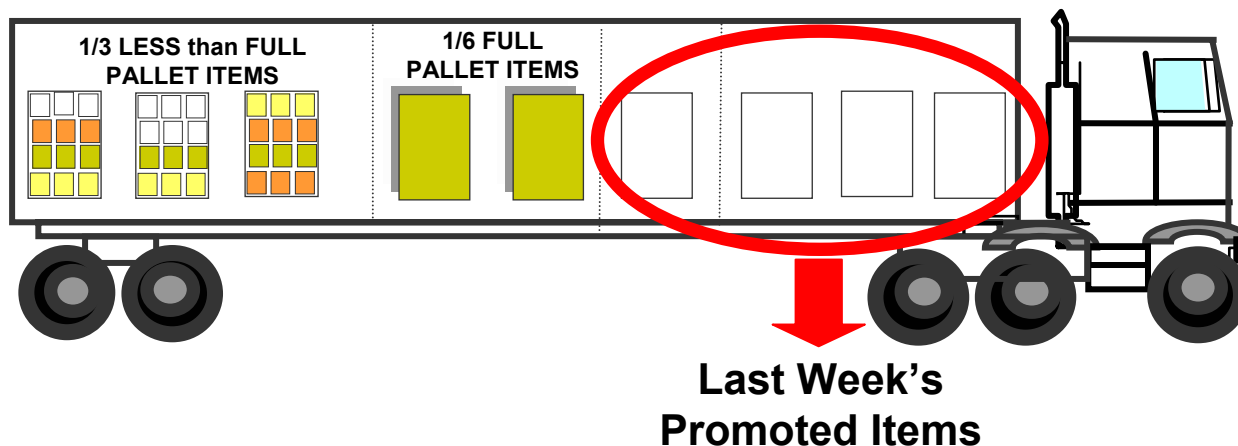 1/3 LESS than FULL
PALLET ITEMS
1/6 FULL
PALLET ITEMS
Last Week’s
Promoted Items